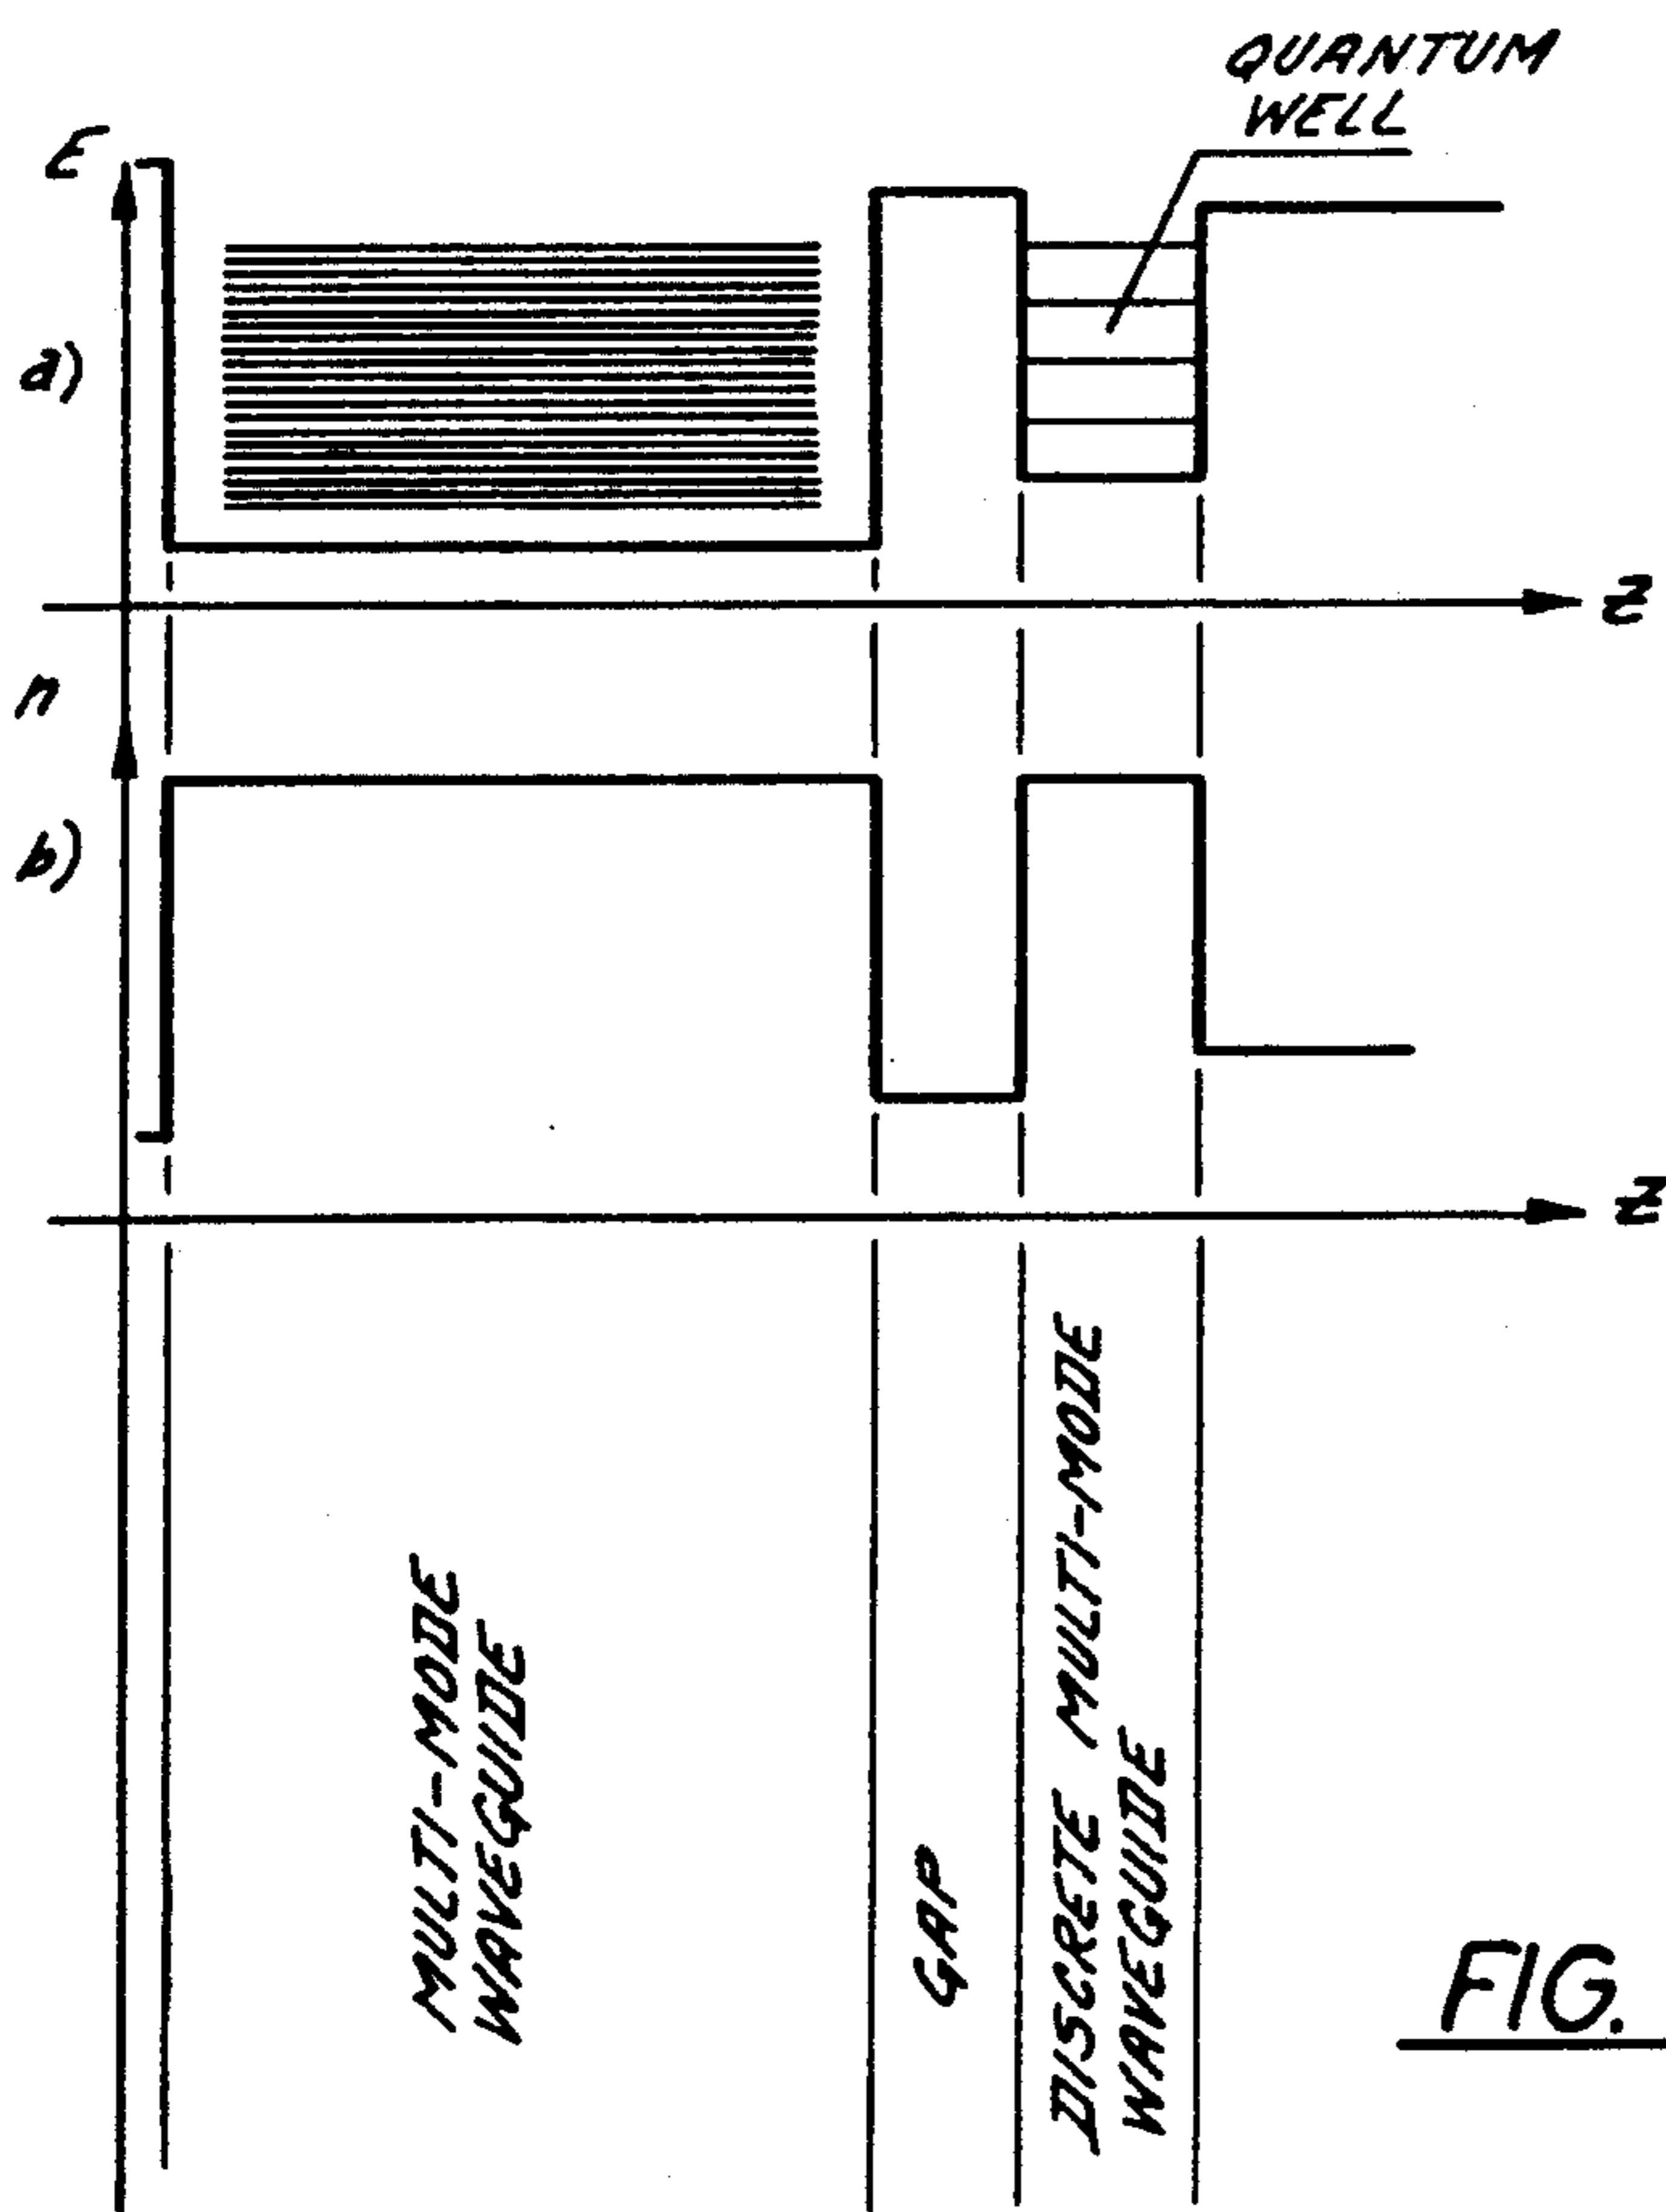 QUANTUM
WELL
E
a)
Z
n
b)
Z
MULTI-MODE
WAVEGUIDE
GAP
DISCRETE MULTI-MODE
WAVEGUIDE
FIG.